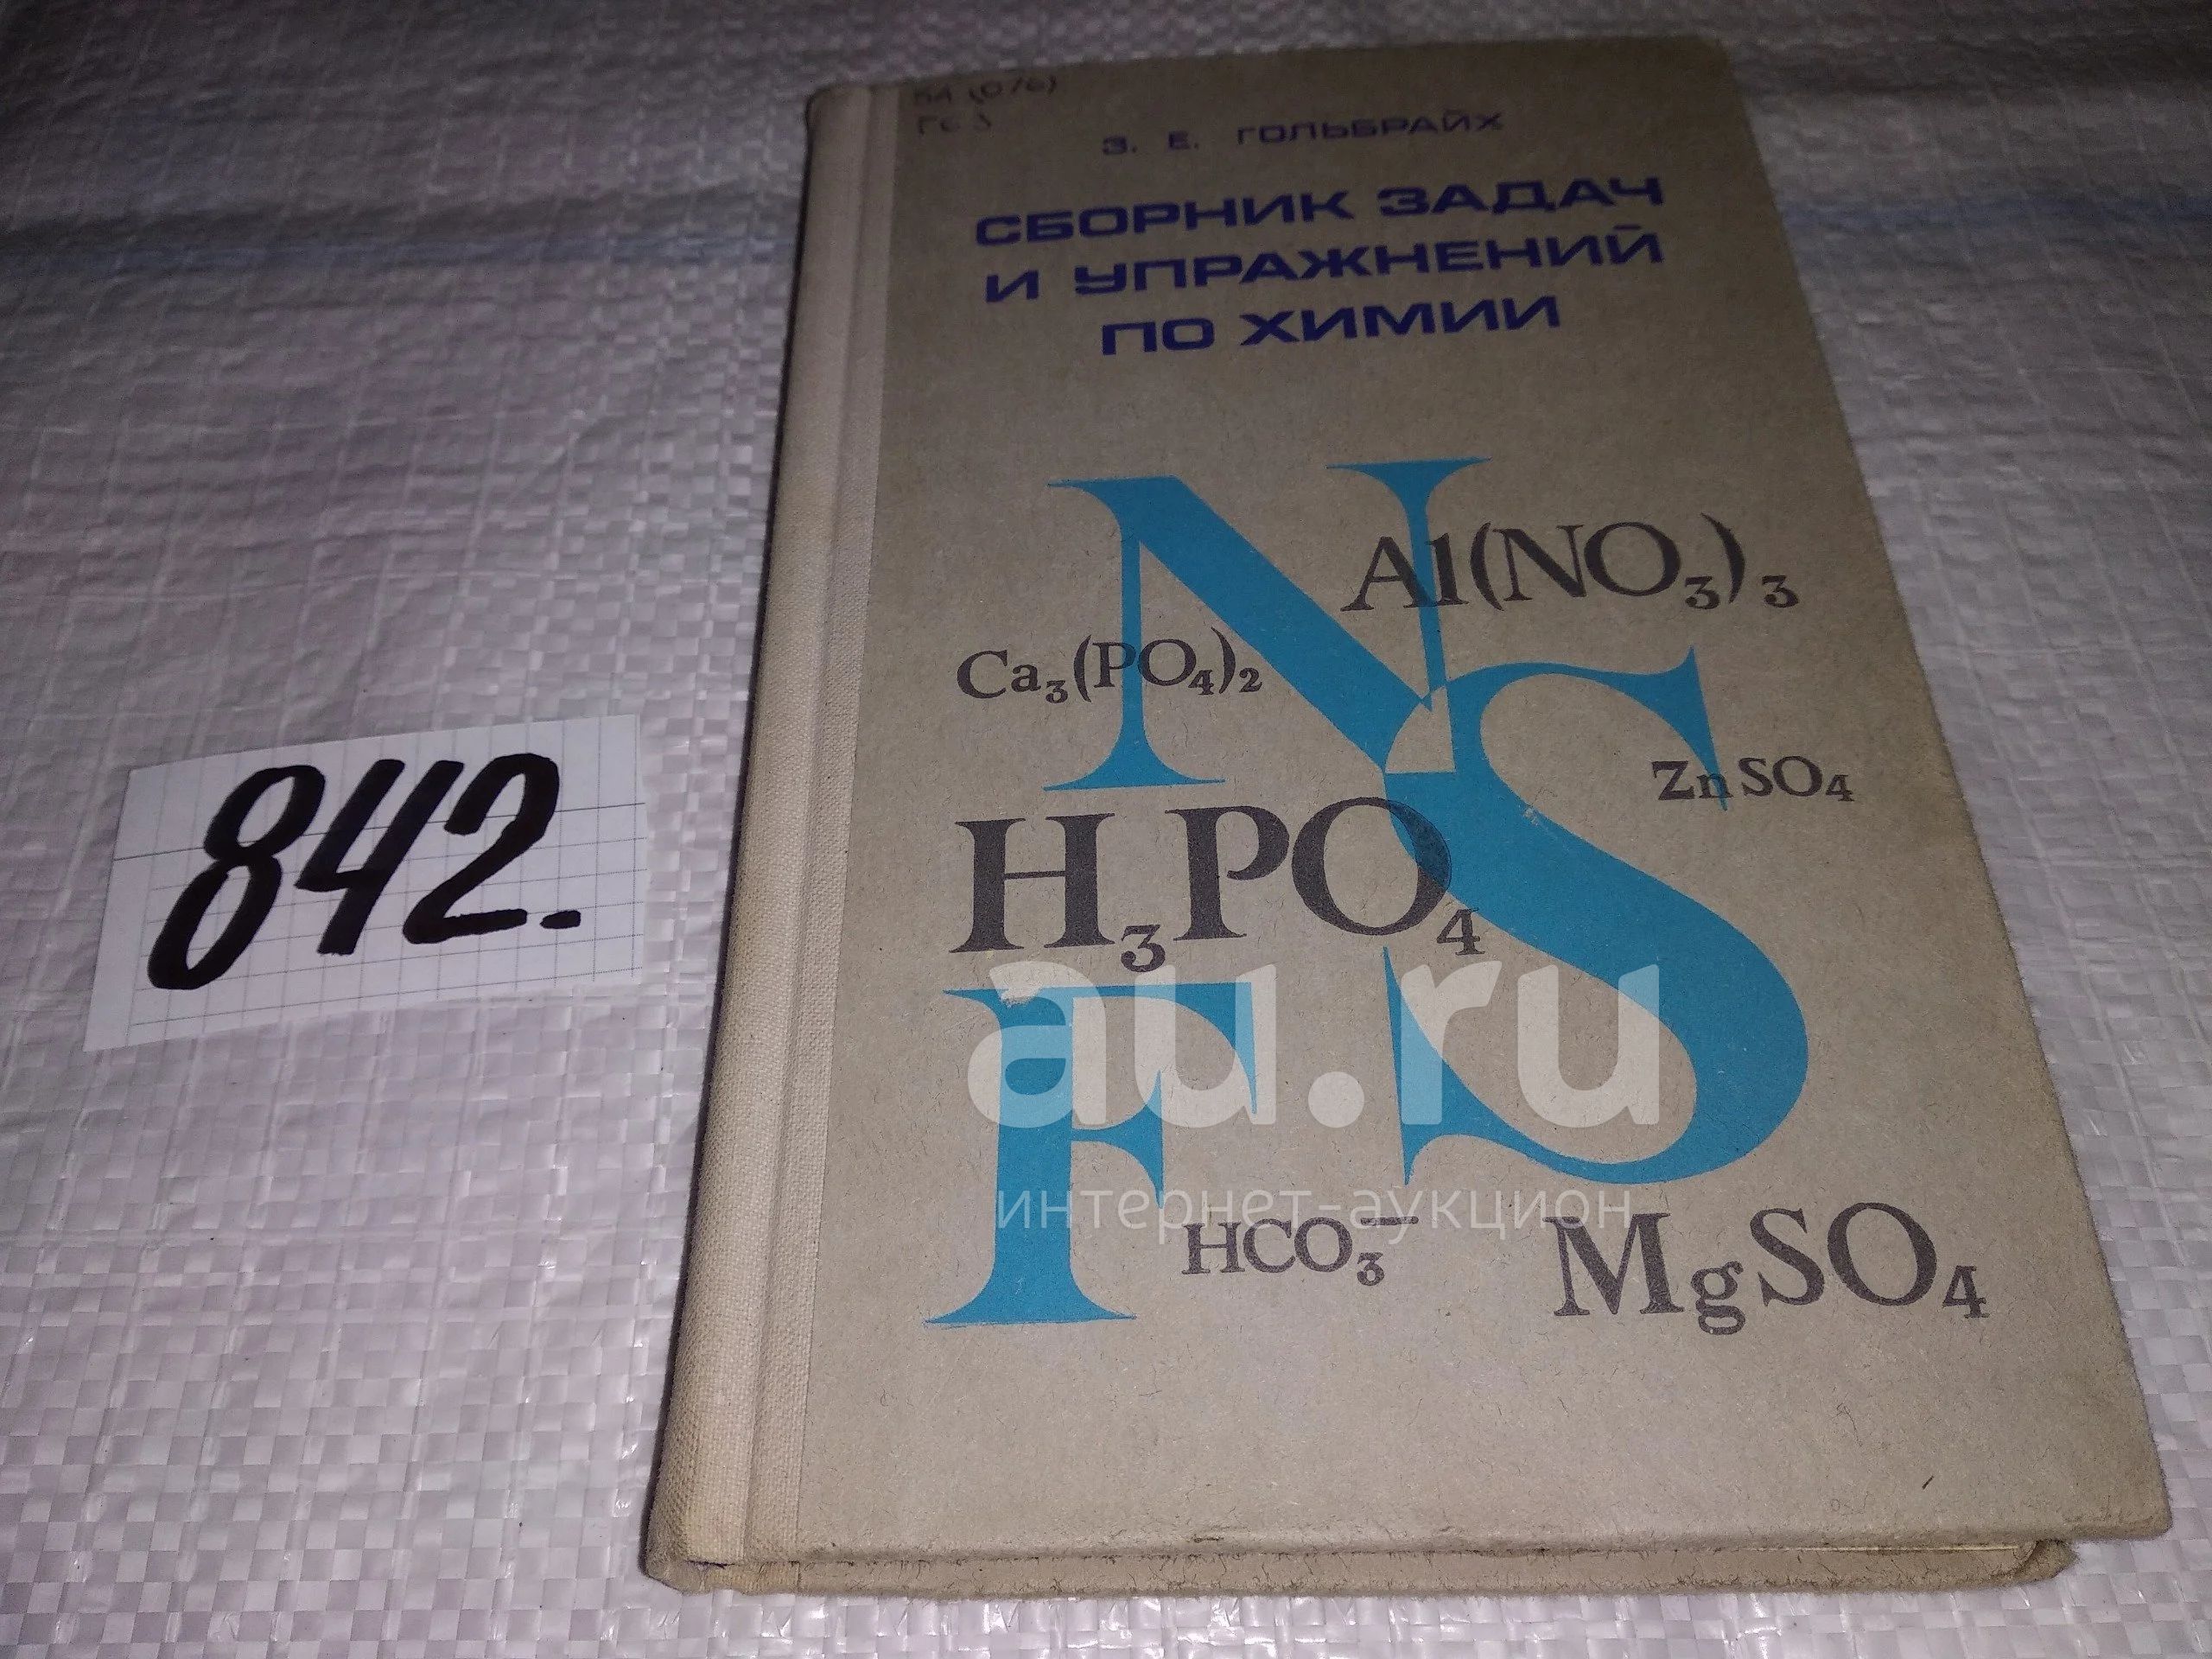 З. Е. ГОЛЬБРАЙХ
СБОРНИК ЗАДАЧ
И УПРАЖНЕНИЙ
ПО ХИМИИ
N
Al(NO₃)₃
Ca₃(PO₄)₂
S
ZnSO₄
842.
H₃PO₄
au.ru
F
интернет-аукцион
HCO₃⁻
MgSO₄